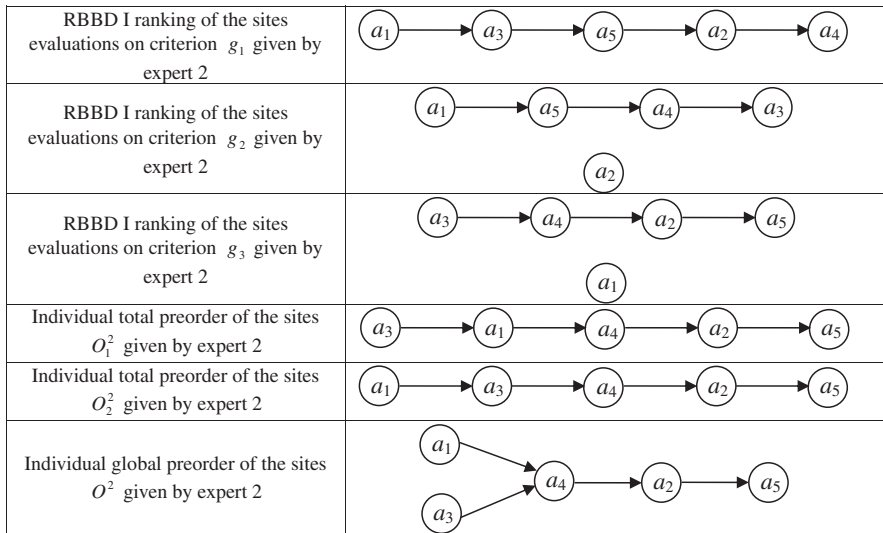 RBBD I ranking of the sites
evaluations on criterion g₁ given by
expert 2
a₁ a₃ a₅ a₂ a₄
RBBD I ranking of the sites
evaluations on criterion g₂ given by
expert 2
a₁ a₅ a₄ a₃
a₂
RBBD I ranking of the sites
evaluations on criterion g₃ given by
expert 2
a₃ a₄ a₂ a₅
a₁
Individual total preorder of the sites
O₁² given by expert 2
a₃ a₁ a₄ a₂ a₅
Individual total preorder of the sites
O₂² given by expert 2
a₁ a₃ a₄ a₂ a₅
Individual global preorder of the sites
O² given by expert 2
a₁
a₄ a₂ a₅
a₃